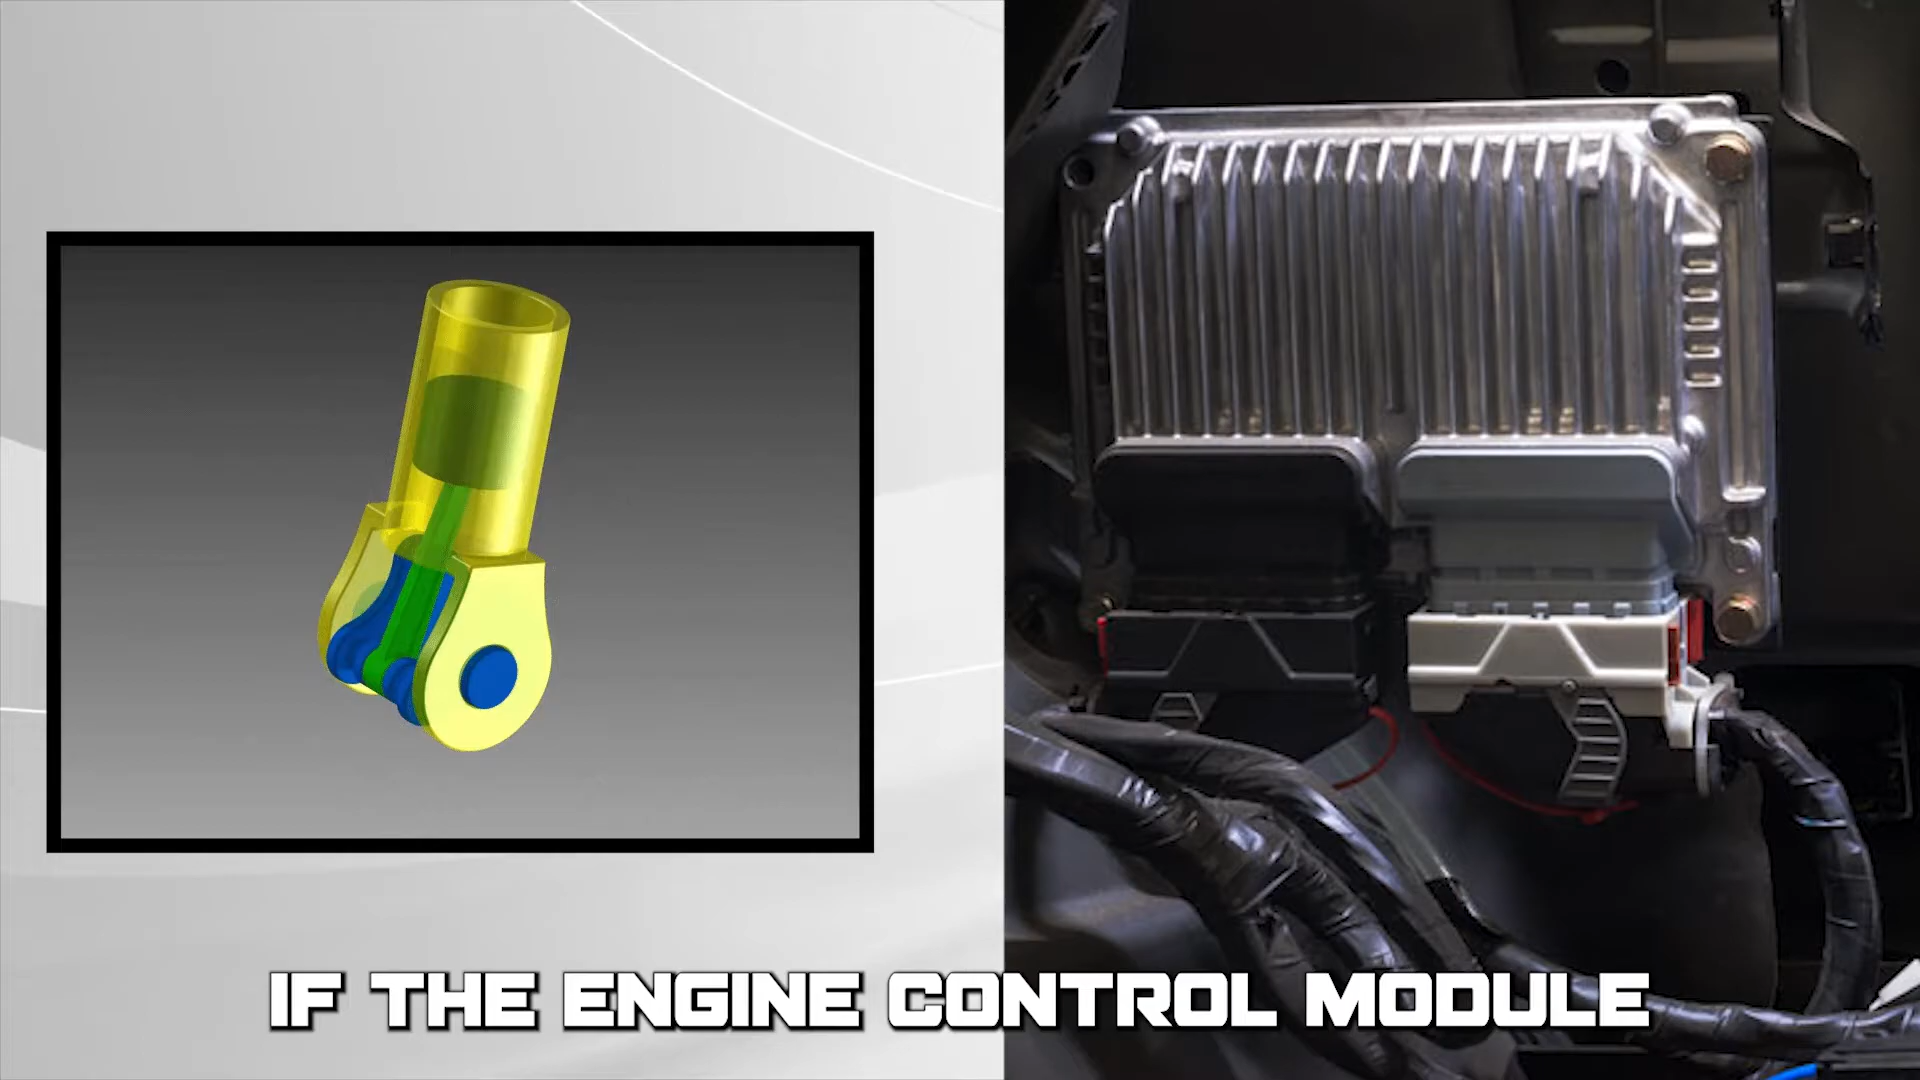 IF THE ENGINE CONTROL MODULE